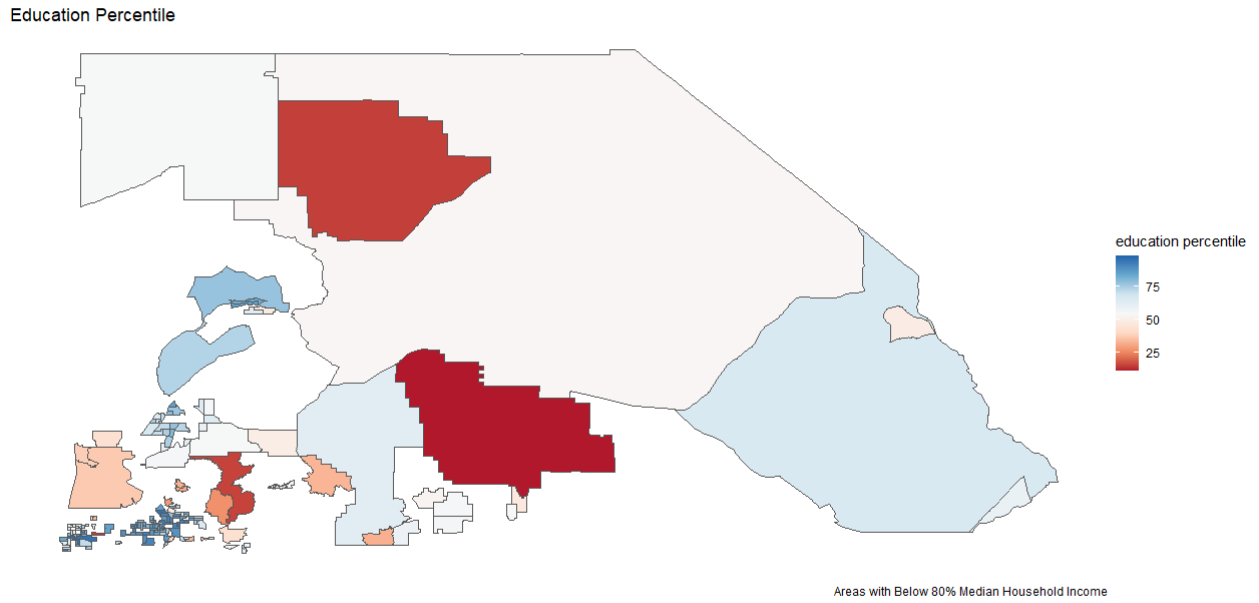 Education Percentile
education percentile
75
50
25
Areas with Below 80% Median Household Income